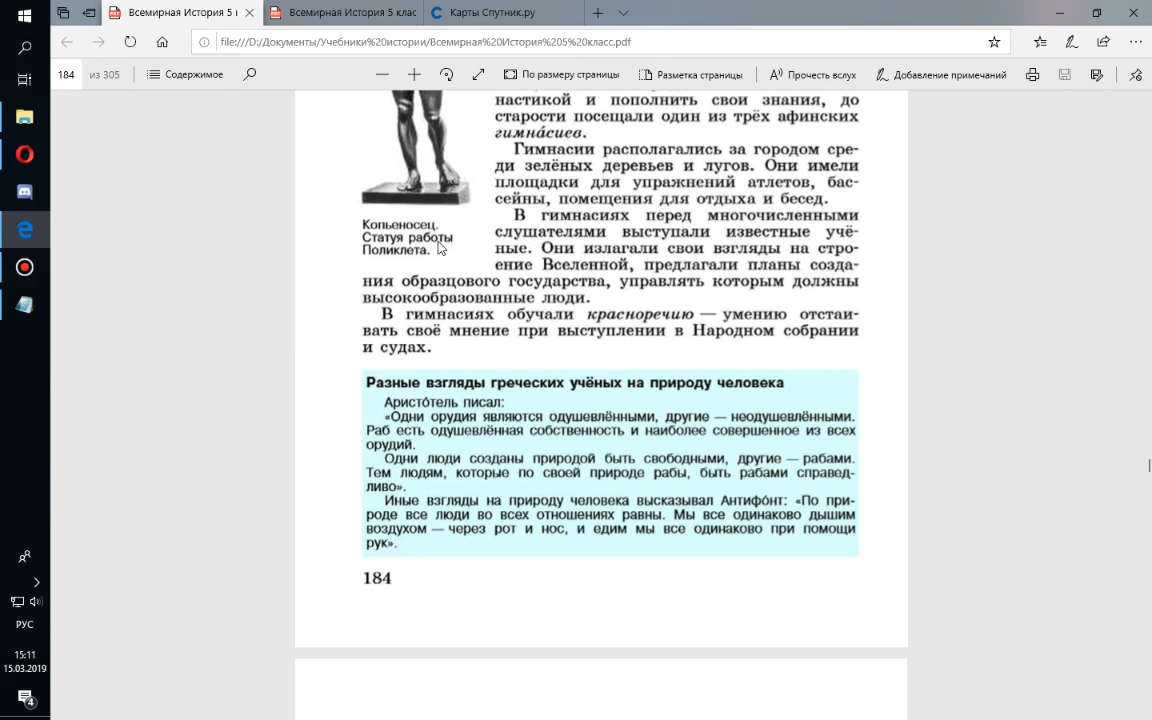 Всемирная История 5 к
Всемирная История 5 клас
Карты Спутник.ру
file:///D:/Документы/Учебники%20истории/Всемирная%20История%205%20класс.pdf
184 из 305
Содержимое
По размеру страницы
Разметка страницы
Прочесть вслух
Добавление примечаний
настикой и пополнить свои знания, до
старости посещали один из трёх афинских
гимна́сиев.
Гимнасии располагались за городом сре-
ди зелёных деревьев и лугов. Они имели
площадки для упражнений атлетов, бас-
сейны, помещения для отдыха и бесед.
В гимнасиях перед многочисленными
слушателями выступали известные учё-
ные. Они излагали свои взгляды на стро-
ение Вселенной, предлагали планы созда-
ния образцового государства, управлять которым должны
высокообразованные люди.
В гимнасиях обучали красноречию — умению отстаи-
вать своё мнение при выступлении в Народном собрании
и судах.
Копьеносец.
Статуя работы
Поликлета.
Разные взгляды греческих учёных на природу человека
Аристо́тель писал:
«Одни орудия являются одушевлёнными, другие — неодушевлёнными.
Раб есть одушевлённая собственность и наиболее совершенное из всех
орудий.
Одни люди созданы природой быть свободными, другие — рабами.
Тем людям, которые по своей природе рабы, быть рабами справед-
ливо».
Иные взгляды на природу человека высказывал Антифо́нт: «По при-
роде все люди во всех отношениях равны. Мы все одинаково дышим
воздухом — через рот и нос, и едим мы все одинаково при помощи
рук».
184
РУС
15:11
15.03.2019
4